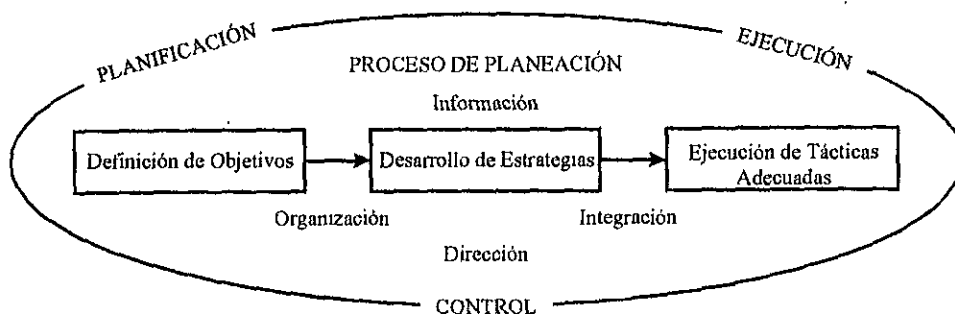 PLANIFICACIÓN
EJECUCIÓN
PROCESO DE PLANEACIÓN
Información
Definición de Objetivos
Desarrollo de Estrategias
Ejecución de Tácticas
Adecuadas
Organización
Integración
Dirección
CONTROL